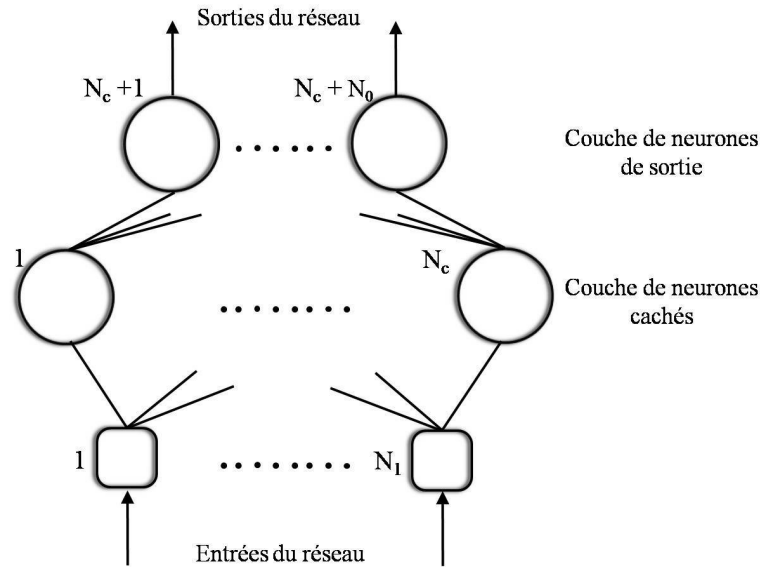 Sorties du réseau
N_c +1
N_c + N_0
Couche de neurones
de sortie
1
N_c
Couche de neurones
cachés
1
N_1
Entrées du réseau